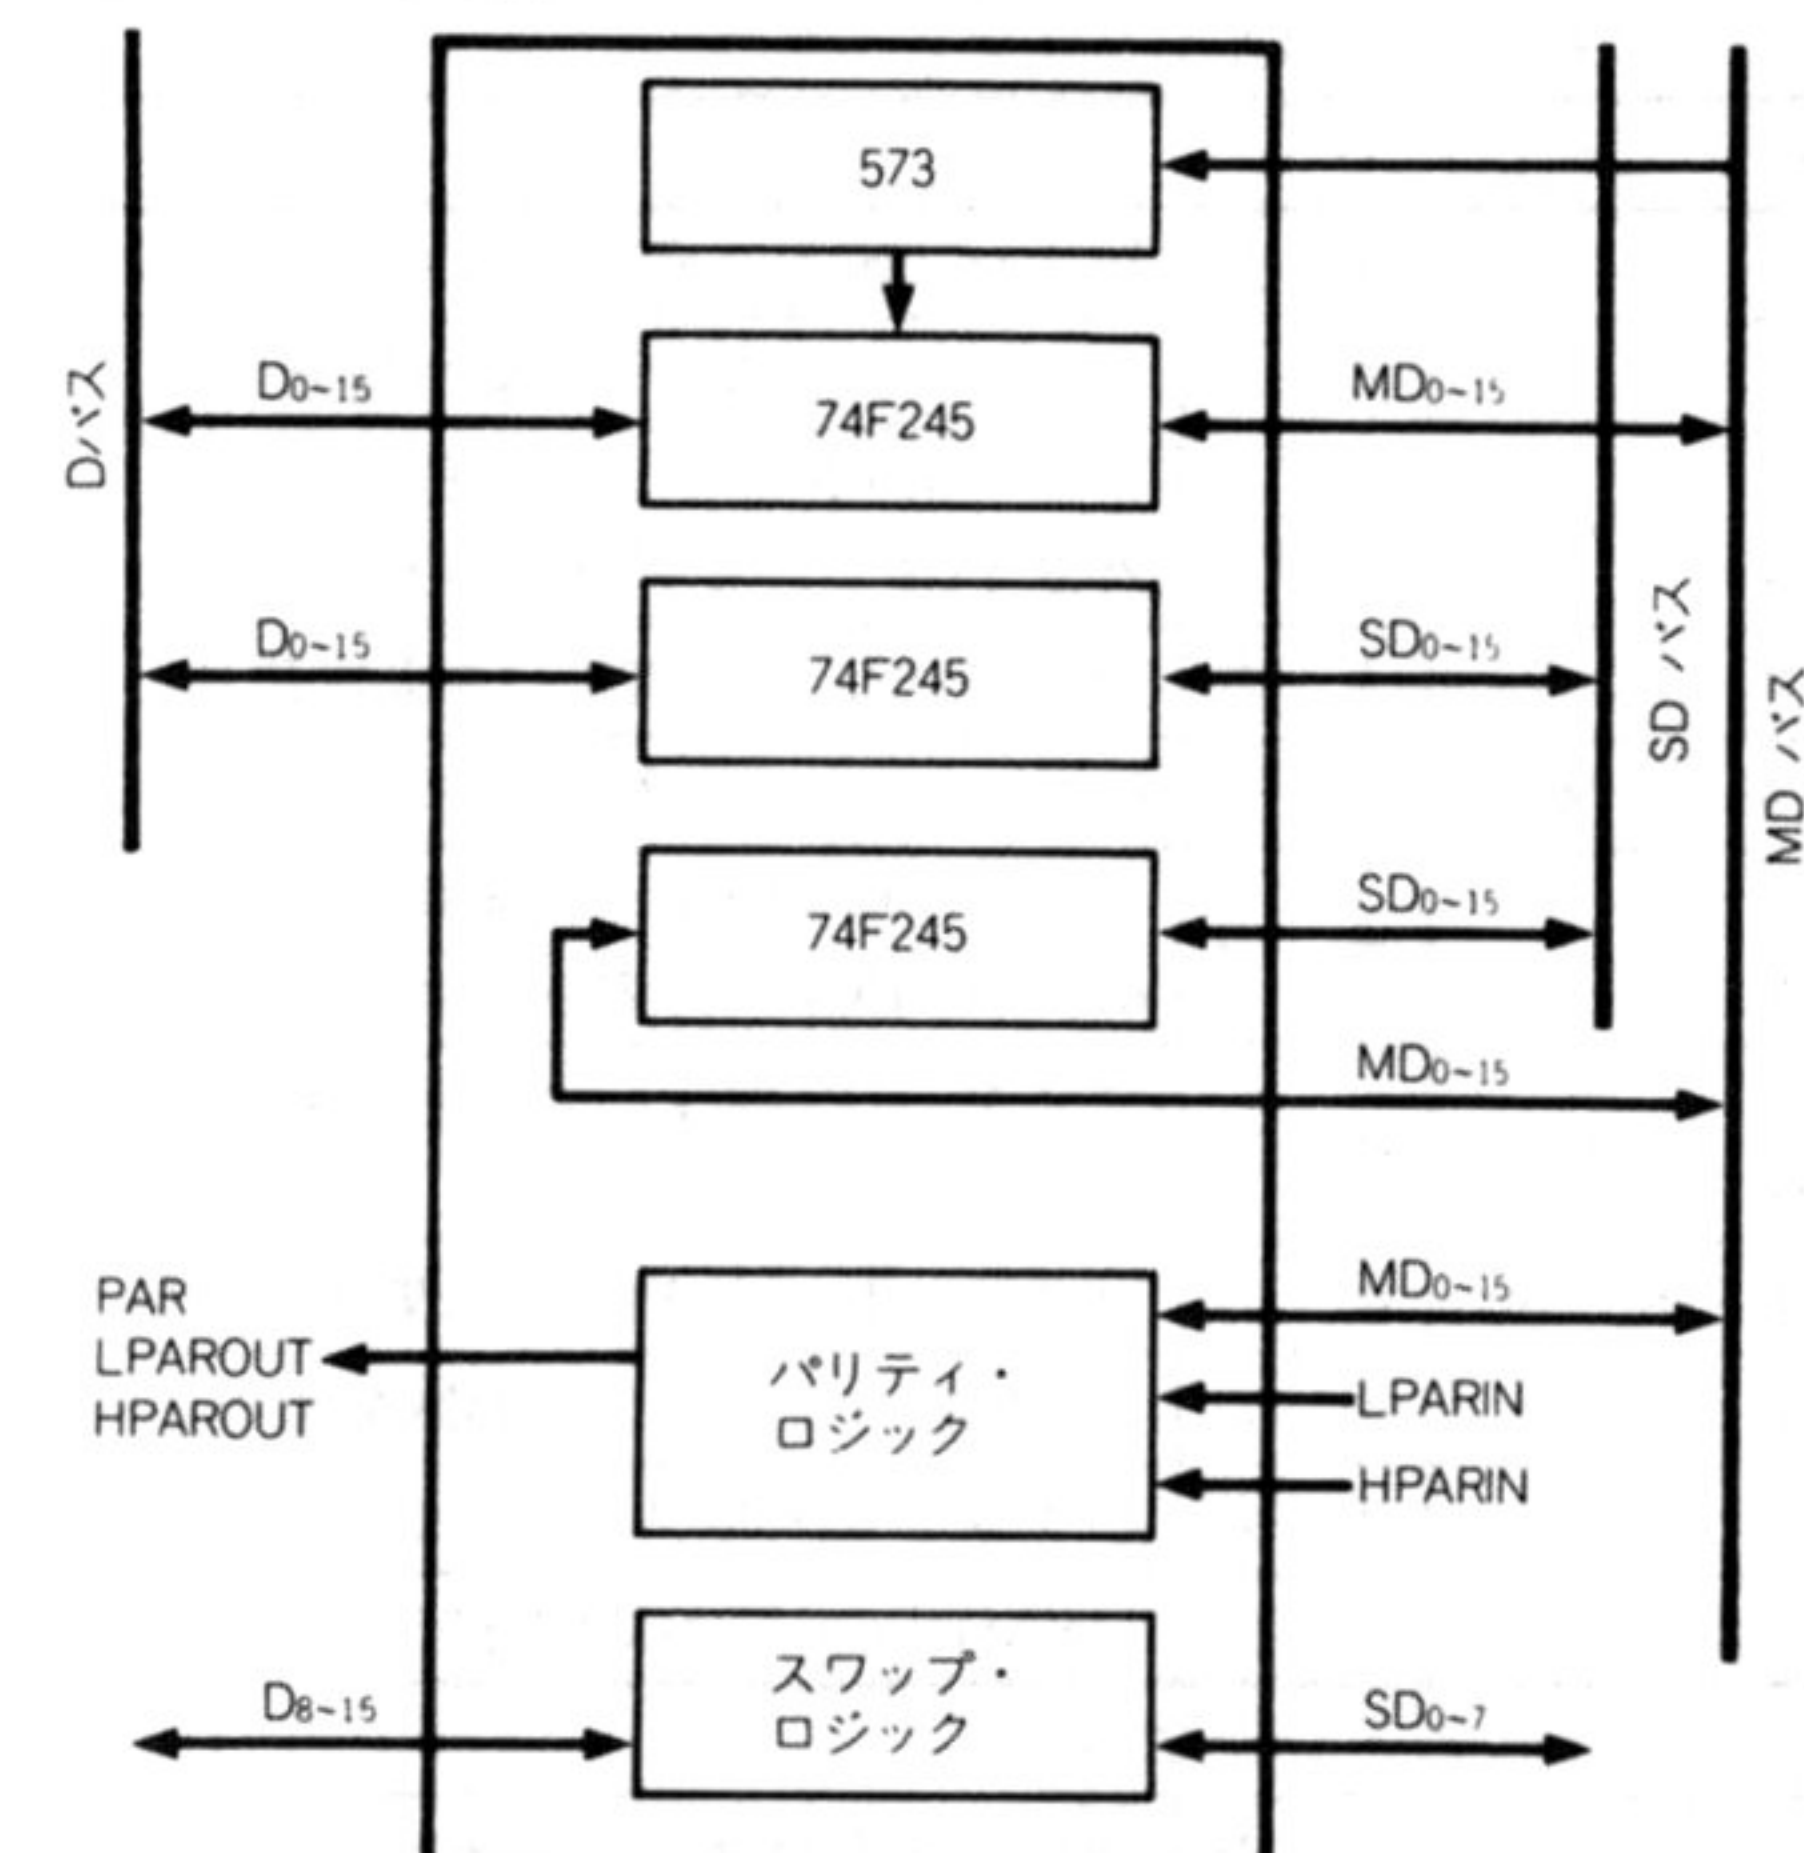 573
Dバス
D0~15
74F245
MD0~15
D0~15
74F245
SD0~15
SD バス
MD バス
74F245
SD0~15
MD0~15
PAR
LPAROUT
HPAROUT
パリティ・
ロジック
MD0~15
LPARIN
HPARIN
D8~15
スワップ・
ロジック
SD0~7